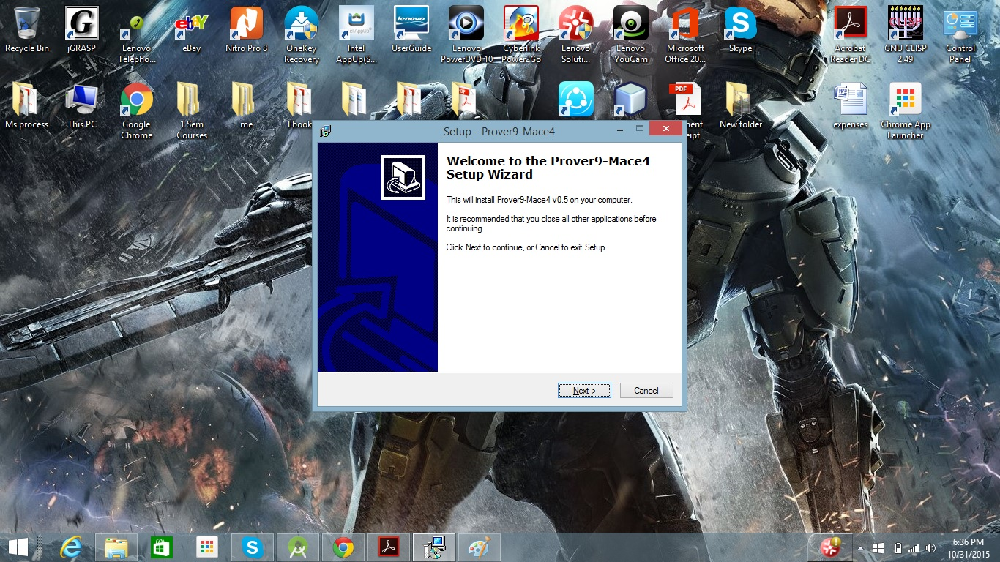 Recycle Bin
jGRASP
Lenovo
Telepho...
eBay
Nitro Pro 8
OneKey
Recovery
Intel
AppUp(S...
UserGuide
Lenovo
PowerDVD 10
Cyberlink
Power2Go
Lenovo
Soluti...
Lenovo
YouCam
Microsoft
Office 20...
Skype
Acrobat
Reader DC
GNU CLISP
2.49
Control
Panel
Ms process
This PC
Google
Chrome
1 Sem
Courses
me
Ebook
PDF
New folder
expenses
Chrome App
Launcher
Setup - Prover9-Mace4
Welcome to the Prover9-Mace4
Setup Wizard
This will install Prover9-Mace4 v0.5 on your computer.
It is recommended that you close all other applications before
continuing.
Click Next to continue, or Cancel to exit Setup.
Next >
Cancel
6:36 PM
10/31/2015